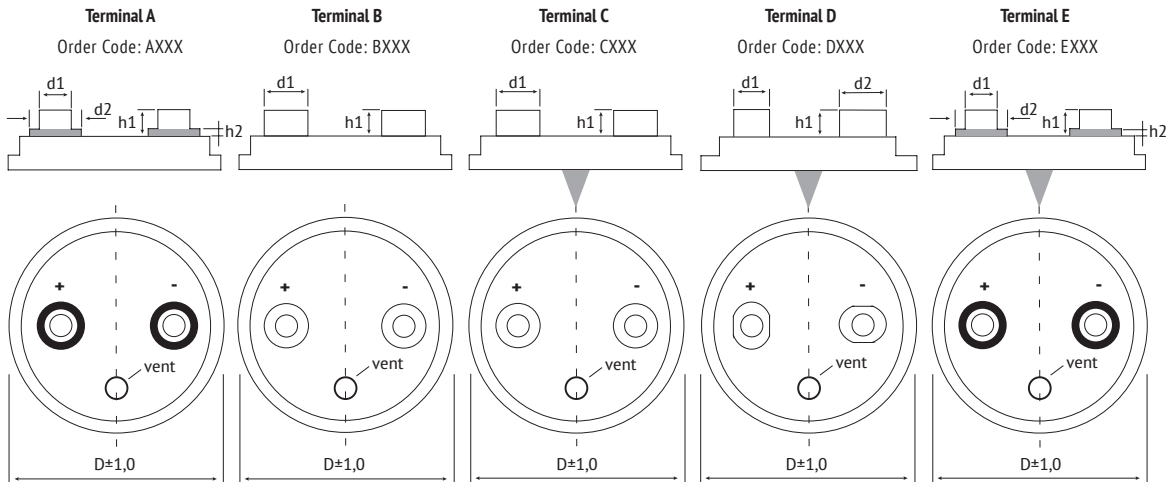 Terminal A
Order Code: AXXX
d1
d2
h1
h2
+ -
vent
D±1,0
Terminal B
Order Code: BXXX
d1
h1
+ -
vent
D±1,0
Terminal C
Order Code: CXXX
d1
h1
+ -
vent
D±1,0
Terminal D
Order Code: DXXX
d1
d2
h1
+ -
vent
D±1,0
Terminal E
Order Code: EXXX
d1
d2
h1
h2
+ -
vent
D±1,0